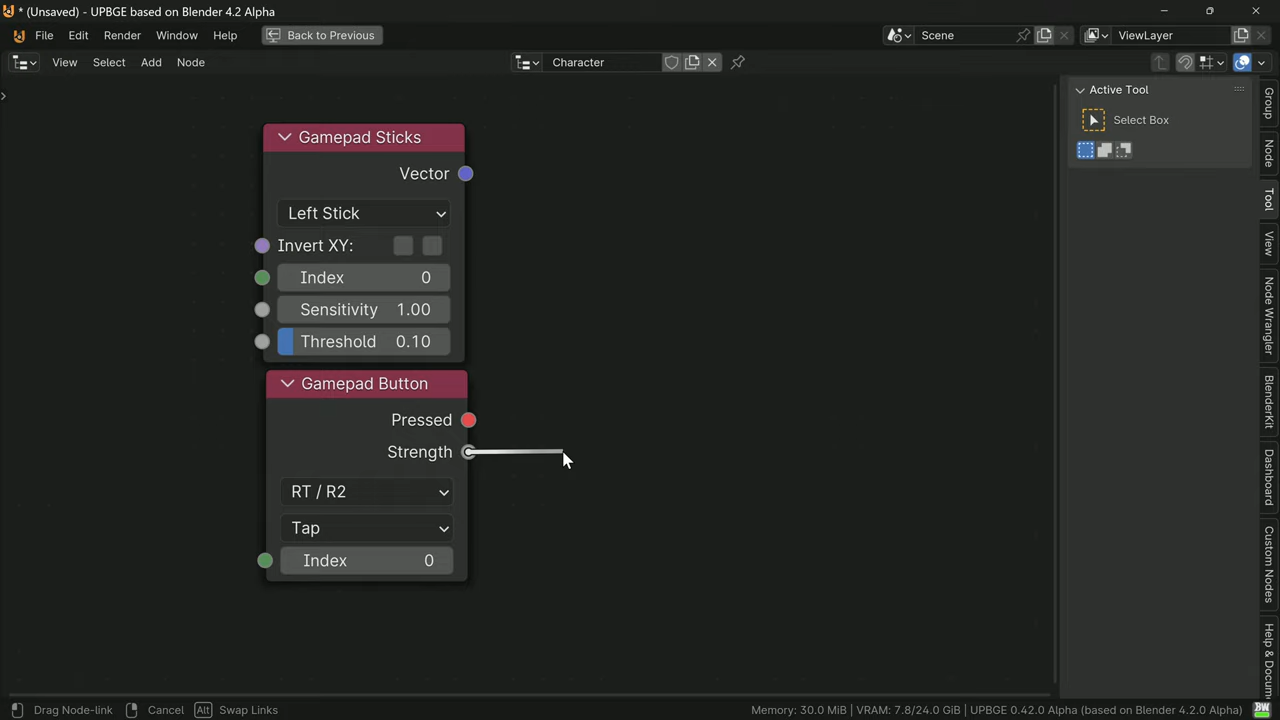 * (Unsaved) - UPBGE based on Blender 4.2 Alpha
File Edit Render Window Help Back to Previous Scene ViewLayer
View Select Add Node Character
Active Tool
Select Box
Group
Node
Tool
View
Node Wrangler
BlenderKit
Dashboard
Custom Nodes
Help & Docum
Gamepad Sticks
Vector
Left Stick
Invert XY:
Index 0
Sensitivity 1.00
Threshold 0.10
Gamepad Button
Pressed
Strength
RT / R2
Tap
Index 0
Drag Node-link Cancel Alt Swap Links Memory: 30.0 MiB | VRAM: 7.8/24.0 GiB | UPBGE 0.42.0 Alpha (based on Blender 4.2.0 Alpha)
BW